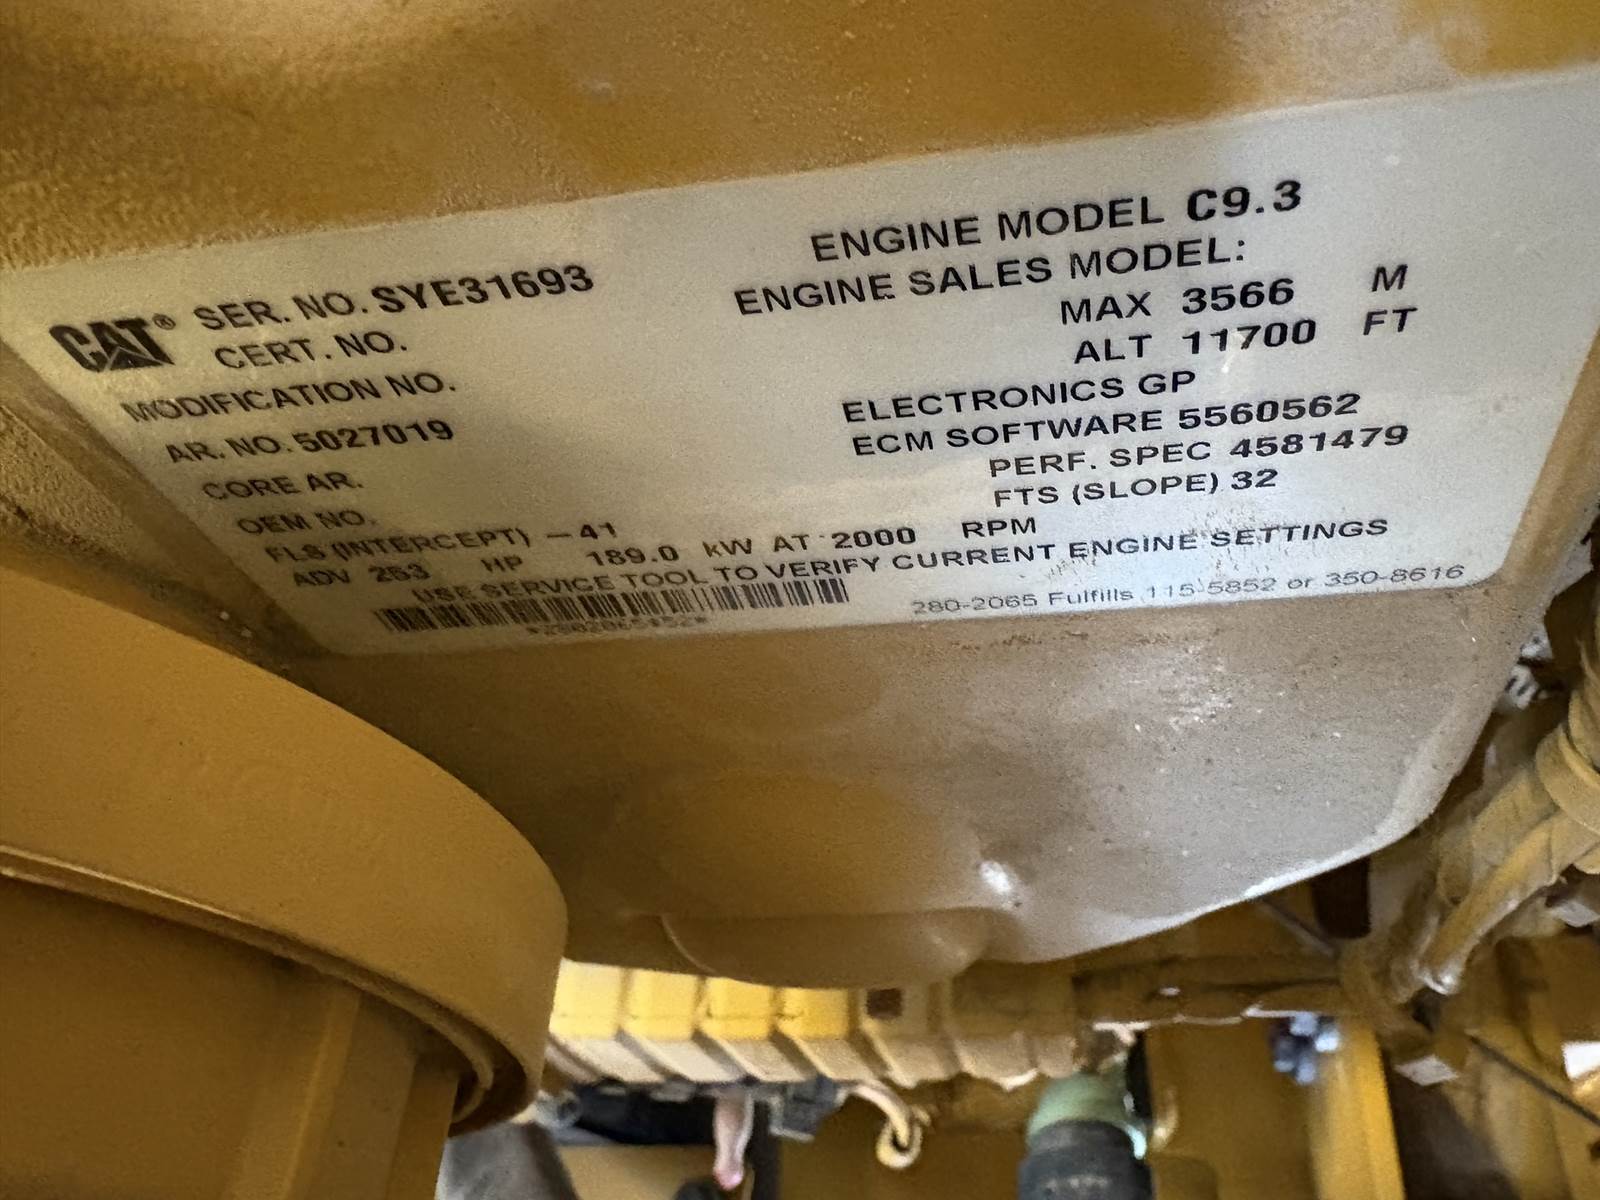 CAT® SER. NO. SYE31693
CERT. NO.
MODIFICATION NO.
AR. NO. 5027019
CORE AR.
OEM NO.
FLS (INTERCEPT) -41
ADV 253 HP 189.0 kW AT 2000 RPM
USE SERVICE TOOL TO VERIFY CURRENT ENGINE SETTINGS
ENGINE MODEL C9.3
ENGINE SALES MODEL:
MAX 3566 M
ALT 11700 FT
ELECTRONICS GP
ECM SOFTWARE 5560562
PERF. SPEC 4581479
FTS (SLOPE) 32
280-2065 Fulfills 115-5852 or 350-8616